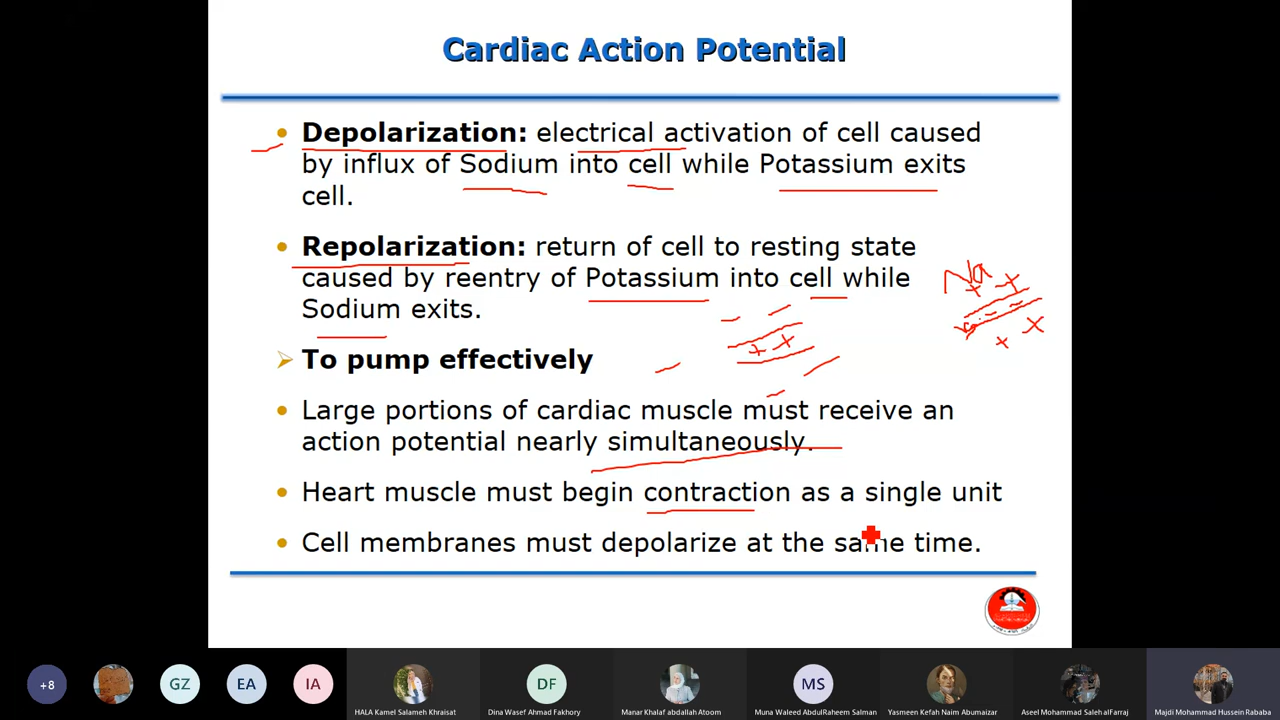 Cardiac Action Potential
Depolarization: electrical activation of cell caused
by influx of Sodium into cell while Potassium exits
cell.
Repolarization: return of cell to resting state
caused by reentry of Potassium into cell while
Sodium exits.
Na
To pump effectively
Large portions of cardiac muscle must receive an
action potential nearly simultaneously.
Heart muscle must begin contraction as a single unit
Cell membranes must depolarize at the same time.
+8
GZ
EA
IA
HALA Kamel Salameh Khraisat
DF
Dina Wasef Ahmad Fakhory
Manar Khalaf abdallah Atoom
MS
Muna Waleed AbdulRaheem Salman
Yasmeen Kefah Naim Abumaizar
Aseel Mohammad Saleh alFarraj
Majdi Mohammad Hussein Rababa